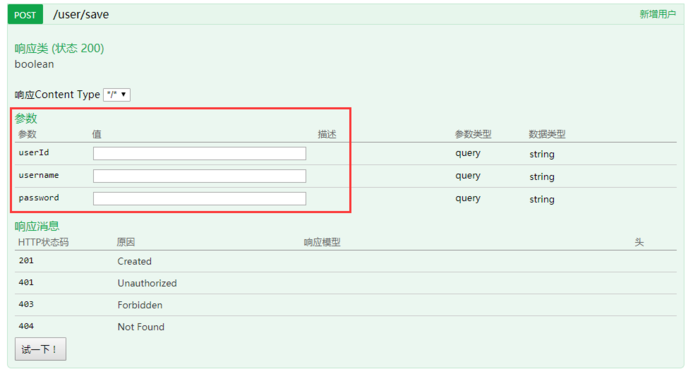 POST /user/save 新增用户
响应类 (状态 200)
boolean
响应Content Type */*
参数
参数 值 描述 参数类型 数据类型
userId query string
username query string
password query string
响应消息
HTTP状态码 原因 响应模型 头
201 Created
401 Unauthorized
403 Forbidden
404 Not Found
试一下！